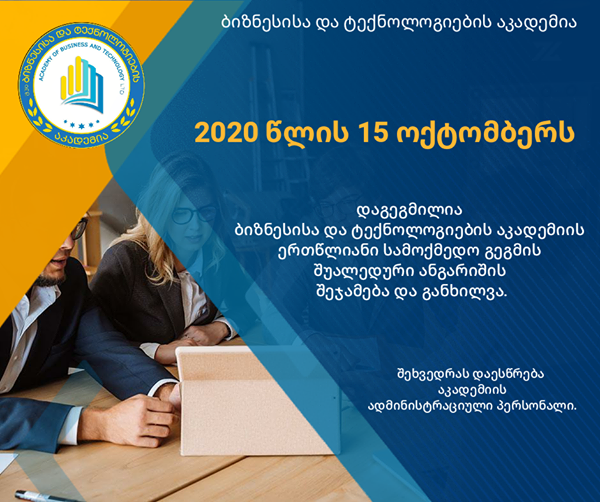 ბიზნესისა და ტექნოლოგიების აკადემია
ბიზნესისა და ტექნოლოგიების
ACADEMY OF BUSINESS AND TECHNOLOGY LTD.
აკადემია
2020 წლის 15 ოქტომბერს
დაგეგმილია
ბიზნესისა და ტექნოლოგიების აკადემიის
ერთწლიანი სამოქმედო გეგმის
შუალედური ანგარიშის
შეჯამება და განხილვა.
შეხვედრას დაესწრება
აკადემიის
ადმინისტრაციული პერსონალი.